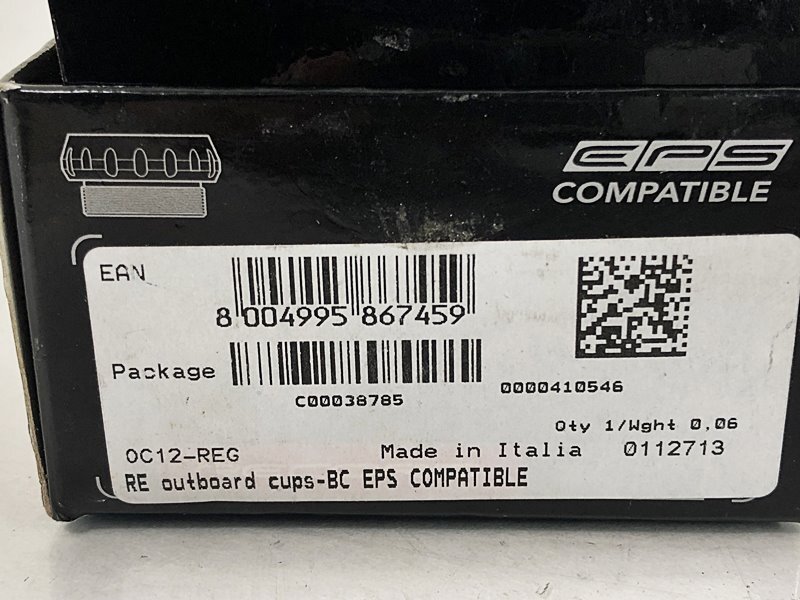 EPS
COMPATIBLE
EAN
8 004995 867459
Package
C00038785
0000410546
Qty 1/Wght 0,06
OC12-REG Made in Italia 0112713
RE outboard cups-BC EPS COMPATIBLE